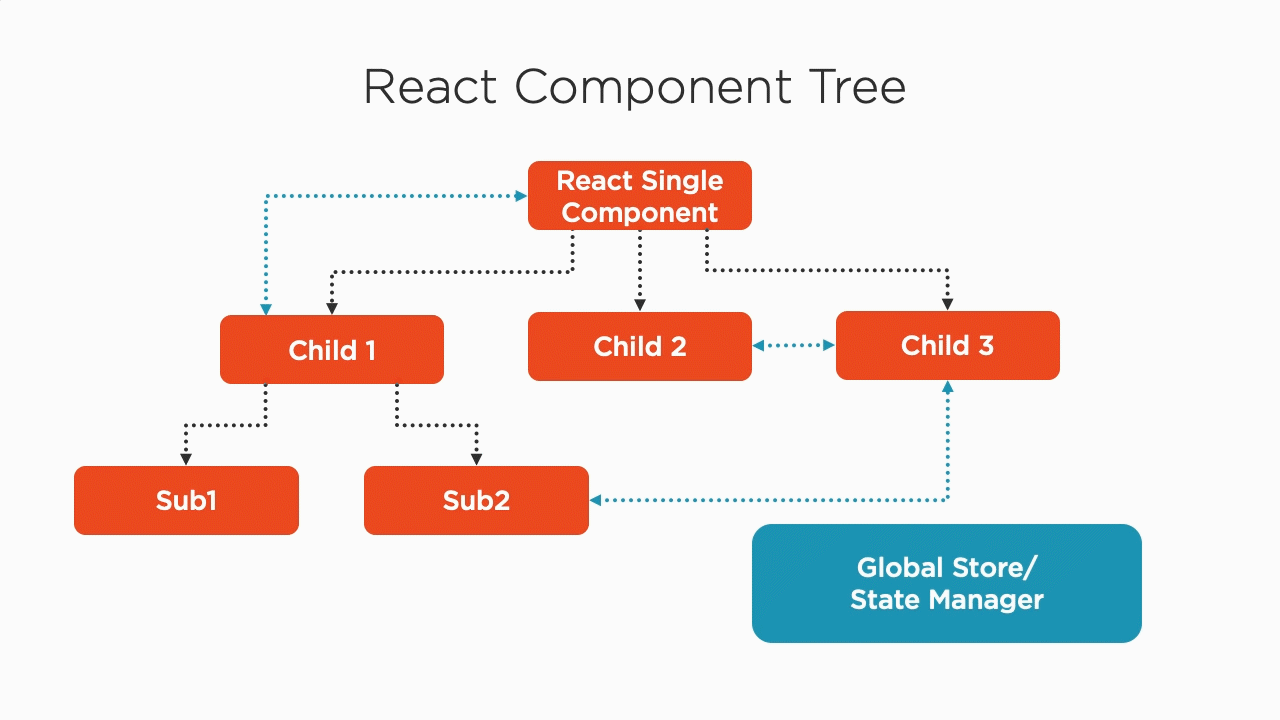 React Component Tree
React Single
Component
Child 1
Child 2
Child 3
Sub1
Sub2
Global Store/
State Manager